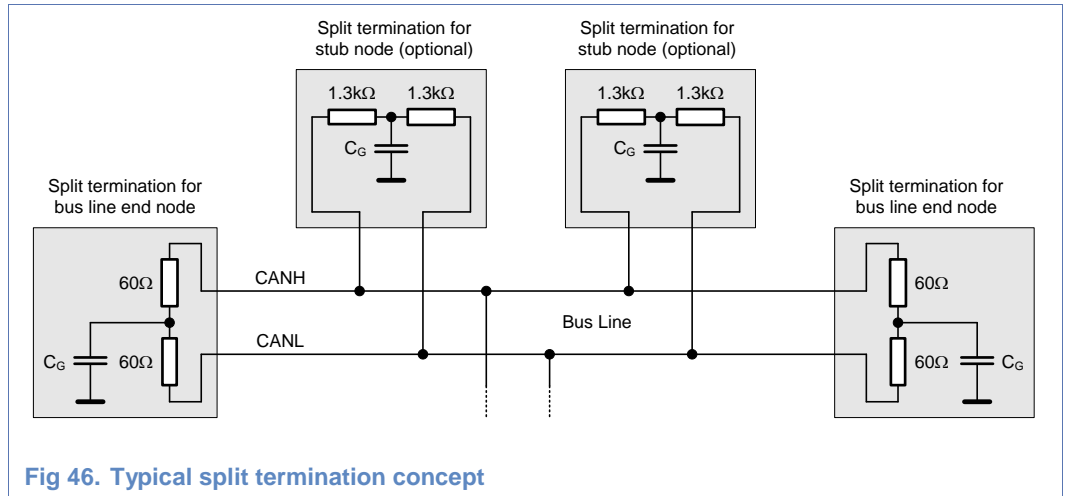 Split termination for
stub node (optional)
Split termination for
stub node (optional)
1.3kΩ 1.3kΩ
CG
1.3kΩ 1.3kΩ
CG
Split termination for
bus line end node
Split termination for
bus line end node
60Ω
CG 60Ω
CANH
CANL
Bus Line
60Ω
60Ω CG
Fig 46. Typical split termination concept